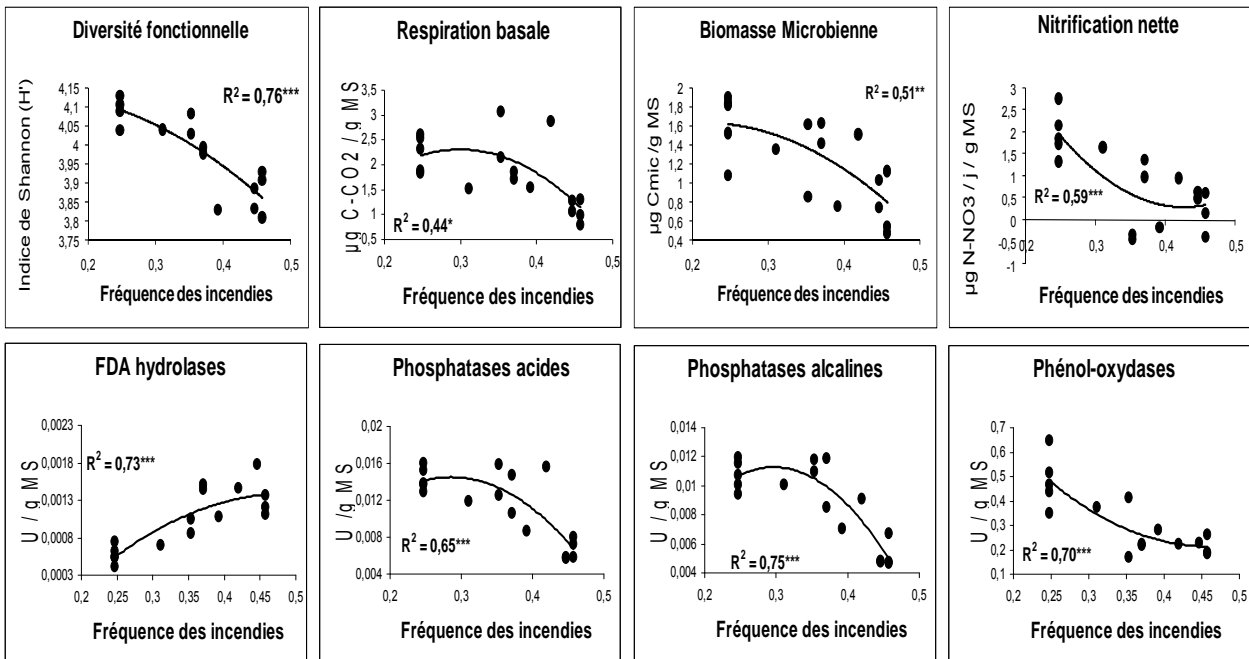 Diversité fonctionnelle
Indice de Shannon (H')
4,15
4,1
4,05
4
3,95
3,9
3,85
3,8
3,75
R² = 0,76***
0,2 0,3 0,4 0,5
Fréquence des incendies
Respiration basale
µg C-CO2 / g MS
3,5
3
2,5
2
1,5
1
0,5
R² = 0,44*
0,2 0,3 0,4 0,5
Fréquence des incendies
Biomasse Microbienne
µg Cmic/g MS
2
1,8
1,6
1,4
1,2
1
0,8
0,6
0,4
R² = 0,51**
0,2 0,3 0,4 0,5
Fréquence des incendies
Nitrification nette
µg N-NO3 / j / g MS
3
2
2
1
1
0
-0,5
-1
R² = 0,59***
0,2 0,3 0,4 0,5
Fréquence des incendies
FDA hydrolases
U / g MS
0,0023
0,0018
0,0013
0,0008
0,0003
R² = 0,73***
0,2 0,25 0,3 0,35 0,4 0,45 0,5
Fréquence des incendies
Phosphatases acides
U /g MS
0,02
0,016
0,012
0,008
0,004
R² = 0,65***
0,2 0,3 0,4 0,5
Fréquence des incendies
Phosphatases alcalines
U / g MS
0,014
0,012
0,01
0,008
0,006
0,004
R² = 0,75***
0,2 0,3 0,4 0,5
Fréquence des incendies
Phénol-oxydases
U / g MS
0,7
0,6
0,5
0,4
0,3
0,2
0,1
R² = 0,70***
0,2 0,25 0,3 0,35 0,4 0,45 0,5
Fréquence des incendies